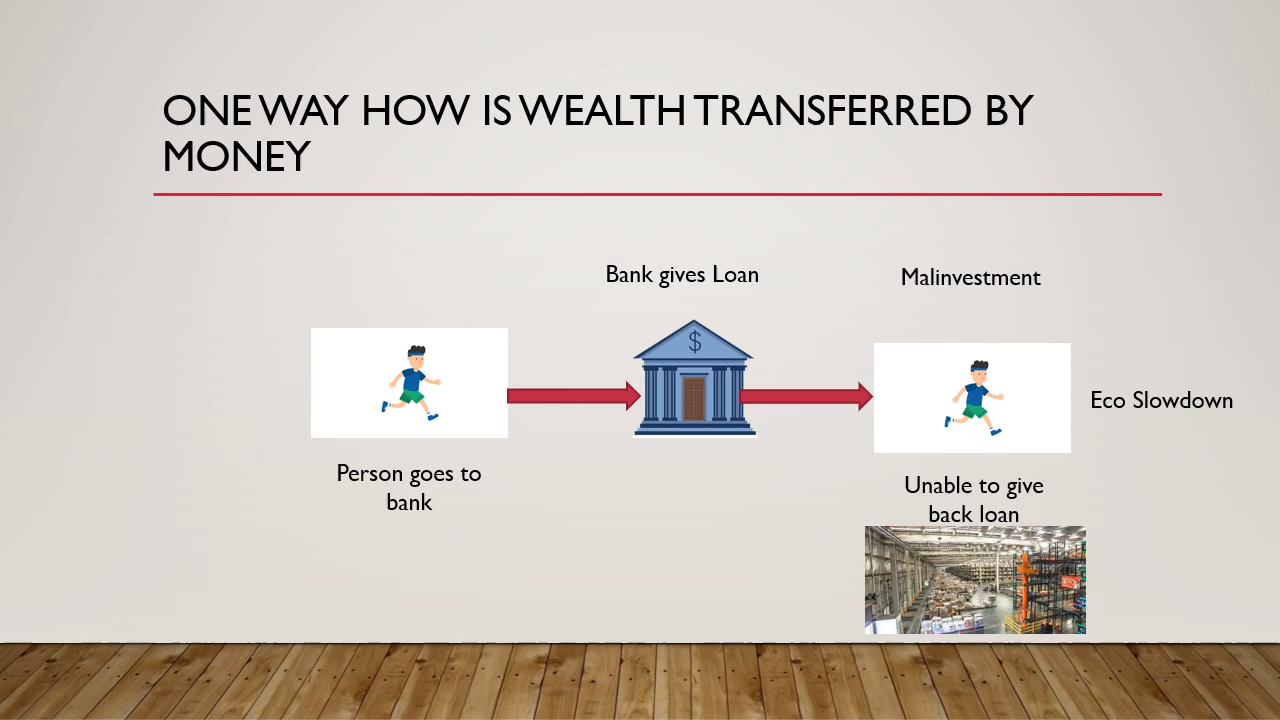 ONE WAY HOW IS WEALTH TRANSFERRED BY
MONEY
Bank gives Loan
Malinvestment
$
Eco Slowdown
Person goes to
bank
Unable to give
back loan